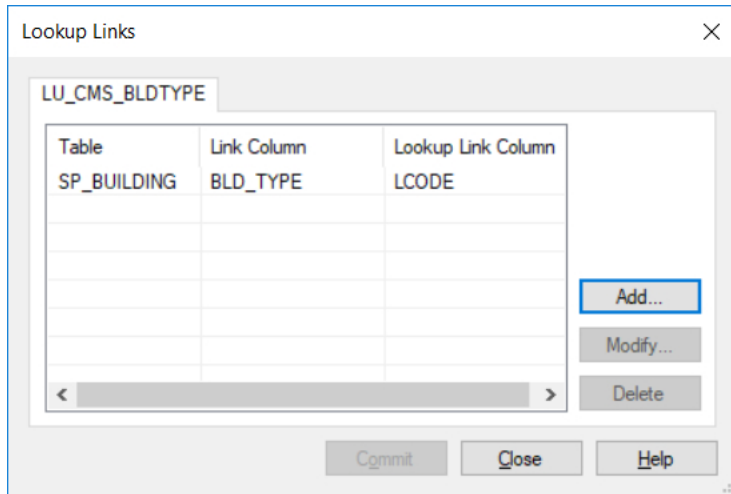 Lookup Links
LU_CMS_BLDTYPE
Table Link Column Lookup Link Column
SP_BUILDING BLD_TYPE LCODE
Add...
Modify...
Delete
Commit Close Help